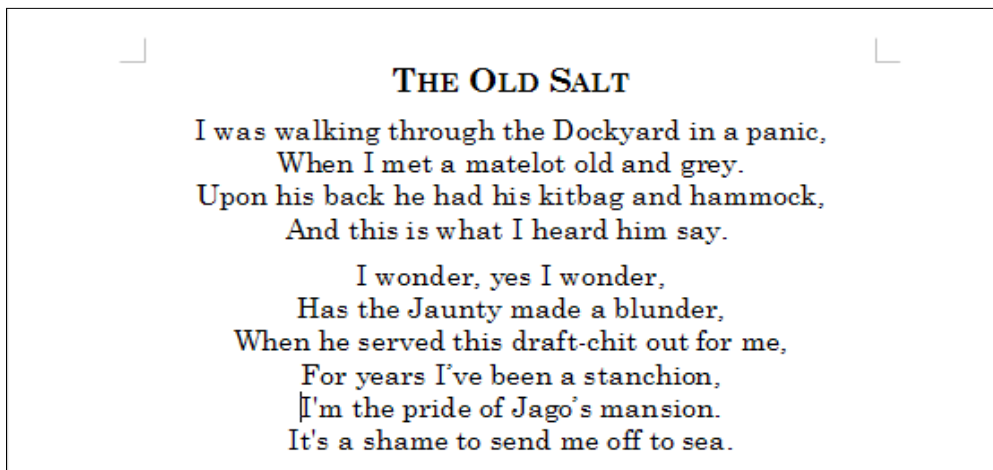 THE OLD SALT
I was walking through the Dockyard in a panic,
When I met a matelot old and grey.
Upon his back he had his kitbag and hammock,
And this is what I heard him say.
I wonder, yes I wonder,
Has the Jaunty made a blunder,
When he served this draft-chit out for me,
For years I’ve been a stanchion,
I'm the pride of Jago’s mansion.
It's a shame to send me off to sea.